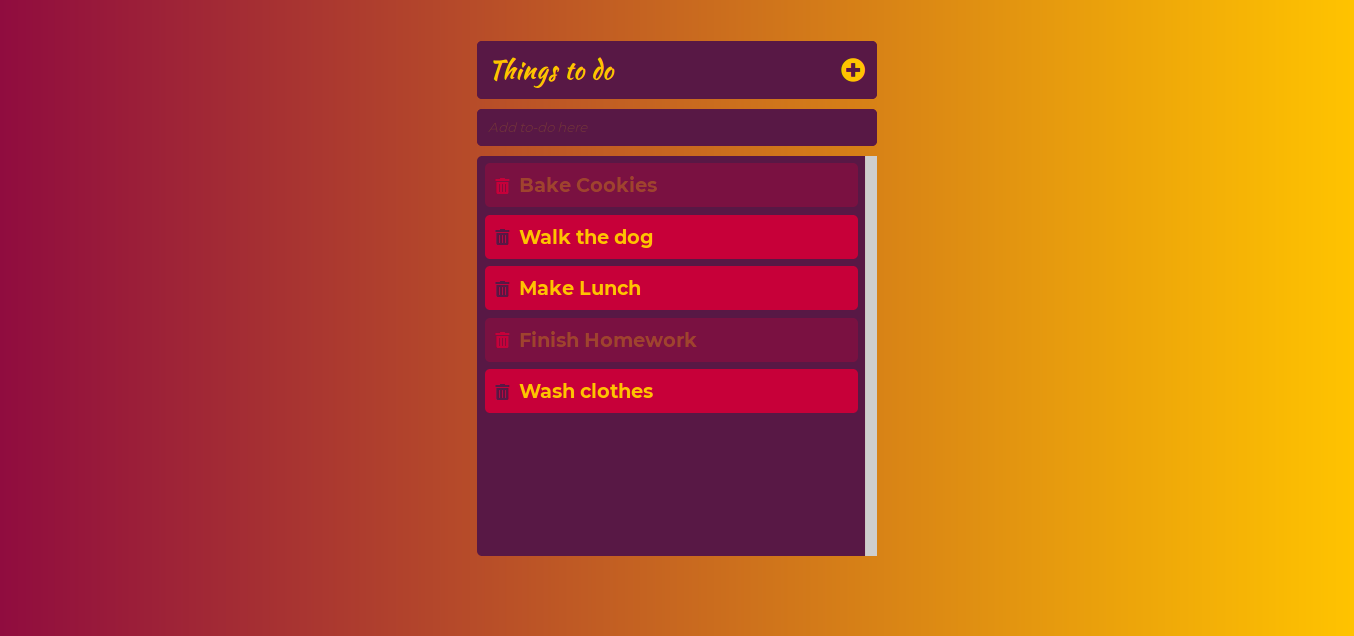 Things to do
Add to-do here
Bake Cookies
Walk the dog
Make Lunch
Finish Homework
Wash clothes